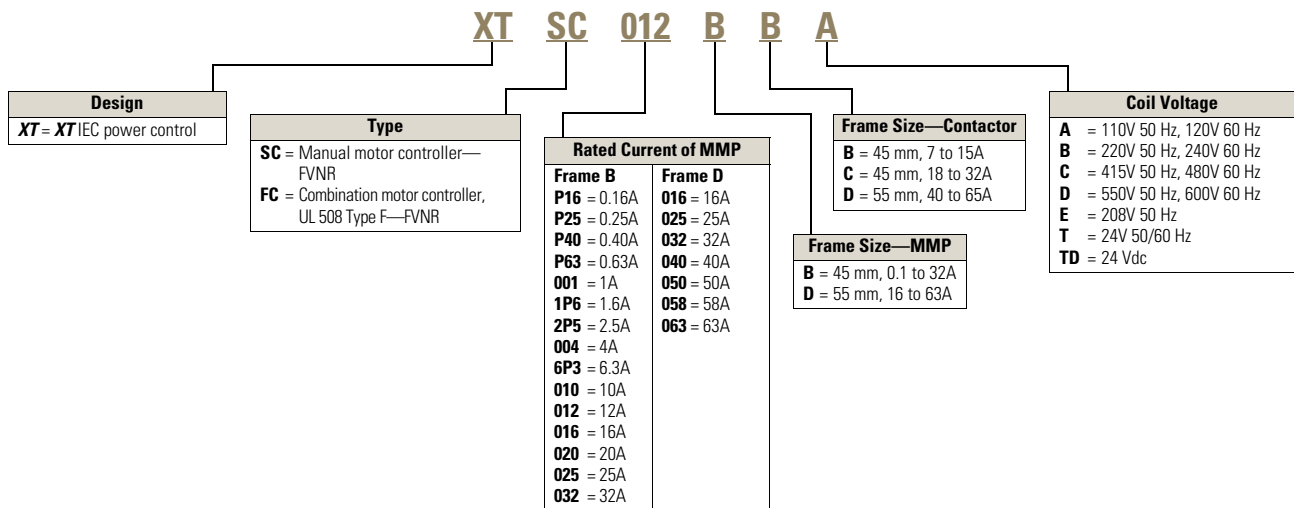 XT SC 012 B B A
Design
XT = XT IEC power control
Type
SC = Manual motor controller—
FVNR
FC = Combination motor controller,
UL 508 Type F—FVNR
Rated Current of MMP
Frame B
P16 = 0.16A
P25 = 0.25A
P40 = 0.40A
P63 = 0.63A
001 = 1A
1P6 = 1.6A
2P5 = 2.5A
004 = 4A
6P3 = 6.3A
010 = 10A
012 = 12A
016 = 16A
020 = 20A
025 = 25A
032 = 32A
Frame D
016 = 16A
025 = 25A
032 = 32A
040 = 40A
050 = 50A
058 = 58A
063 = 63A
Frame Size—MMP
B = 45 mm, 0.1 to 32A
D = 55 mm, 16 to 63A
Frame Size—Contactor
B = 45 mm, 7 to 15A
C = 45 mm, 18 to 32A
D = 55 mm, 40 to 65A
Coil Voltage
A = 110V 50 Hz, 120V 60 Hz
B = 220V 50 Hz, 240V 60 Hz
C = 415V 50 Hz, 480V 60 Hz
D = 550V 50 Hz, 600V 60 Hz
E = 208V 50 Hz
T = 24V 50/60 Hz
TD = 24 Vdc